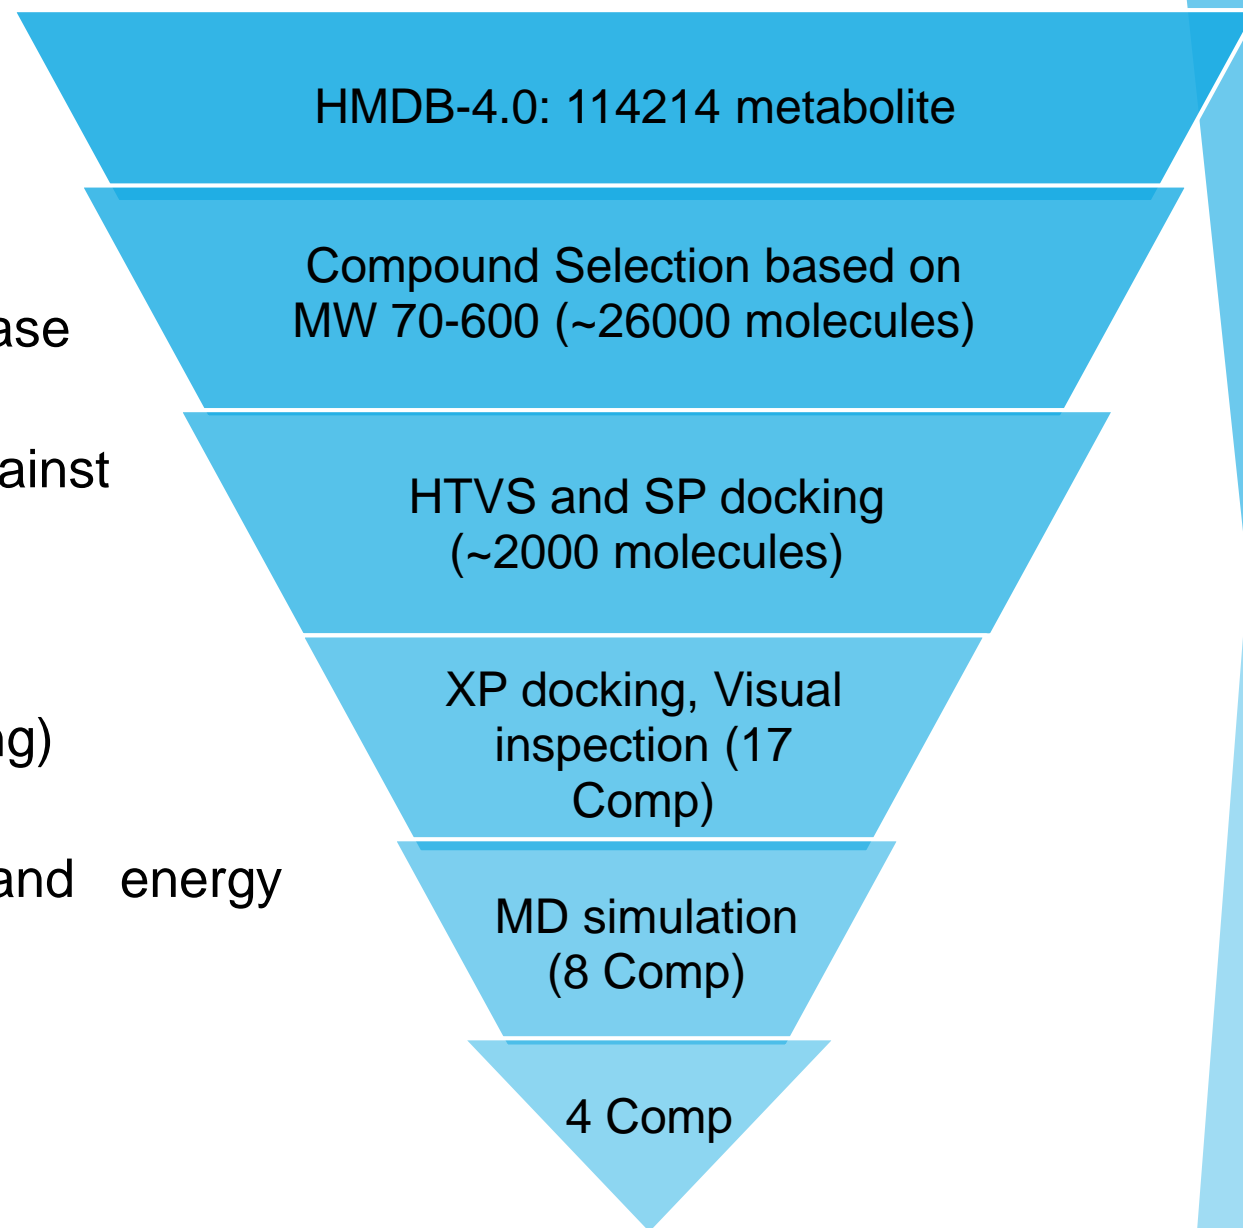 HMDB-4.0: 114214 metabolite
Compound Selection based on
MW 70-600 (~26000 molecules)
HTVS and SP docking
(~2000 molecules)
XP docking, Visual
inspection (17
Comp)
MD simulation
(8 Comp)
4 Comp
ase
ainst
ng)
and energy